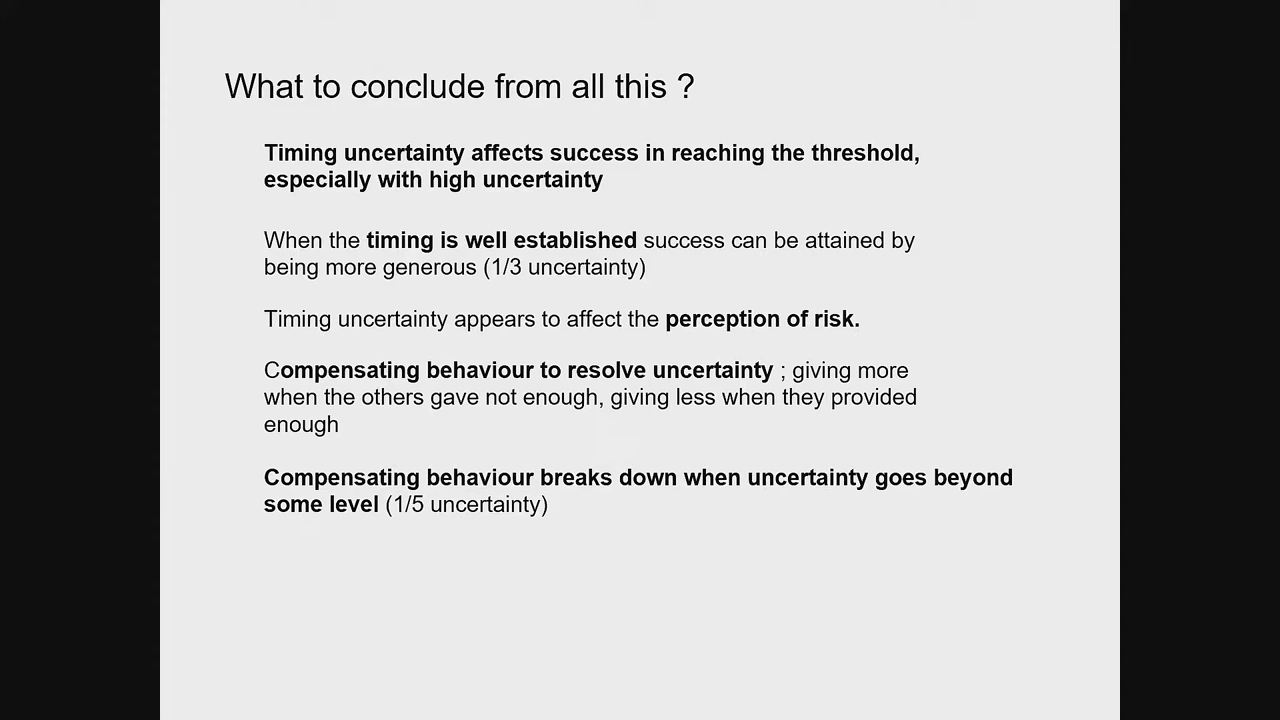 What to conclude from all this ?
Timing uncertainty affects success in reaching the threshold,
especially with high uncertainty
When the timing is well established success can be attained by
being more generous (1/3 uncertainty)
Timing uncertainty appears to affect the perception of risk.
Compensating behaviour to resolve uncertainty ; giving more
when the others gave not enough, giving less when they provided
enough
Compensating behaviour breaks down when uncertainty goes beyond
some level (1/5 uncertainty)